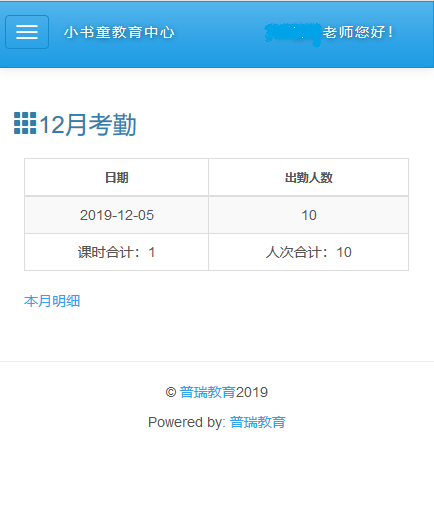 小书童教育中心
老师您好！
12月考勤
日期 出勤人数
2019-12-05 10
课时合计：1 人次合计：10
本月明细
© 普瑞教育2019
Powered by: 普瑞教育